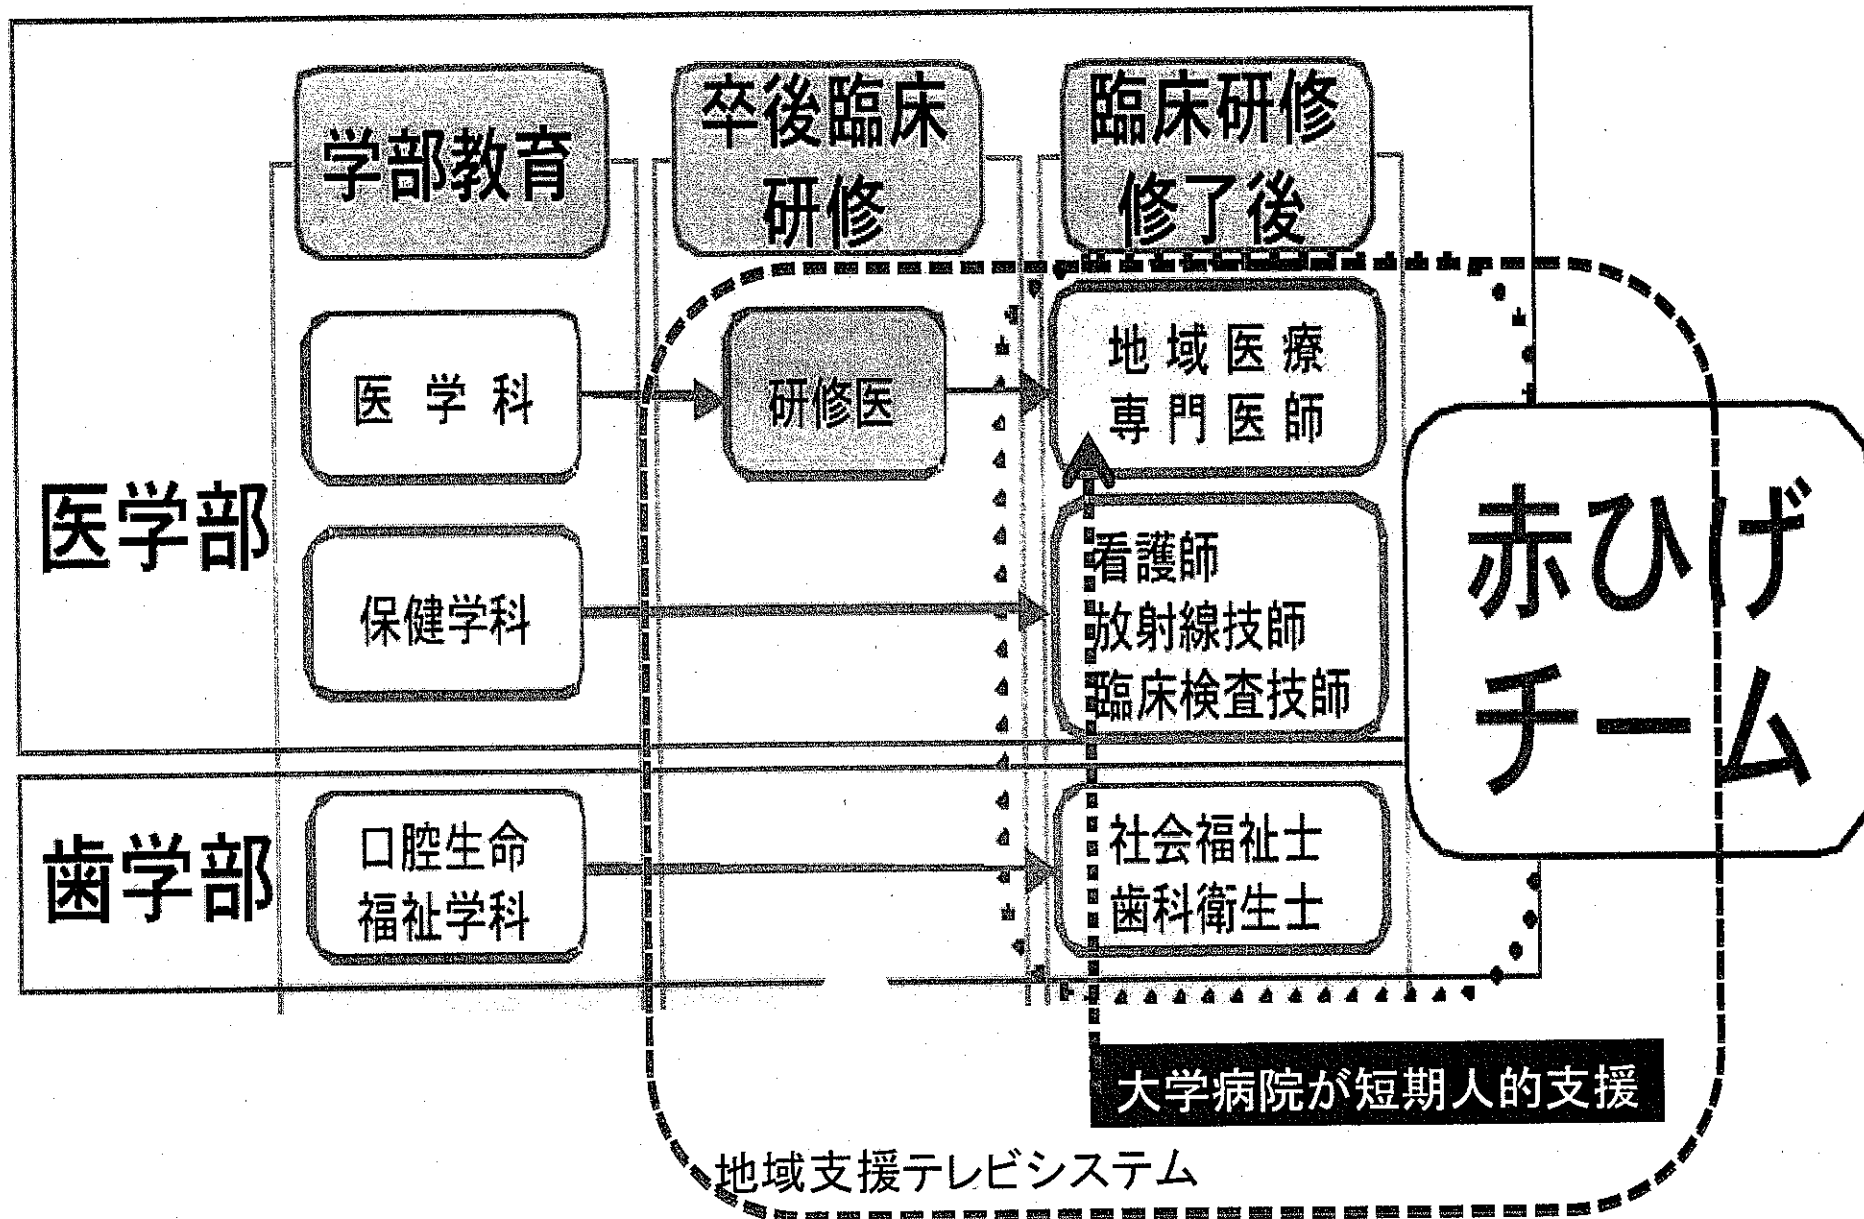 学部教育
卒後臨床
研修
臨床研修
修了後
医学部
医学科
研修医
地域医療
専門医師
保健学科
看護師
放射線技師
臨床検査技師
赤ひげ
チーム
歯学部
口腔生命
福祉学科
社会福祉士
歯科衛生士
大学病院が短期人的支援
地域支援テレビシステム